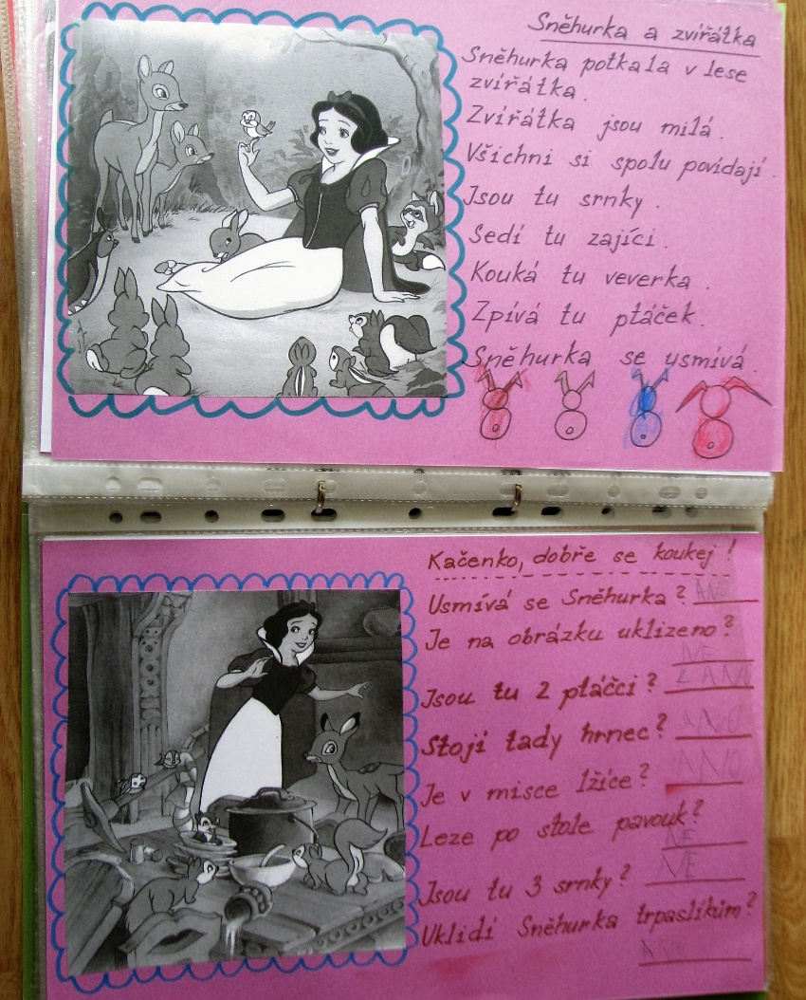 Sněhurka a zvířátka
Sněhurka potkala v lese
zvířátka.
Zvířátka jsou milá.
Všichni si spolu povídají.
Jsou tu srnky.
Sedí tu zajíci.
Kouká tu veverka.
Zpívá tu ptáček.
Sněhurka se usmívá.
Kačenko, dobře se koukej!
Usmívá se Sněhurka? ANO
Je na obrázku uklizeno?
NE
Jsou tu 2 ptáčci? 2 ANO
Stojí tady hrnec? ANO
Je v misce lžíce? ANO
Leze po stole pavouk?
NE
Jsou tu 3 srnky? NE
Uklidí Sněhurka trpaslíkům?